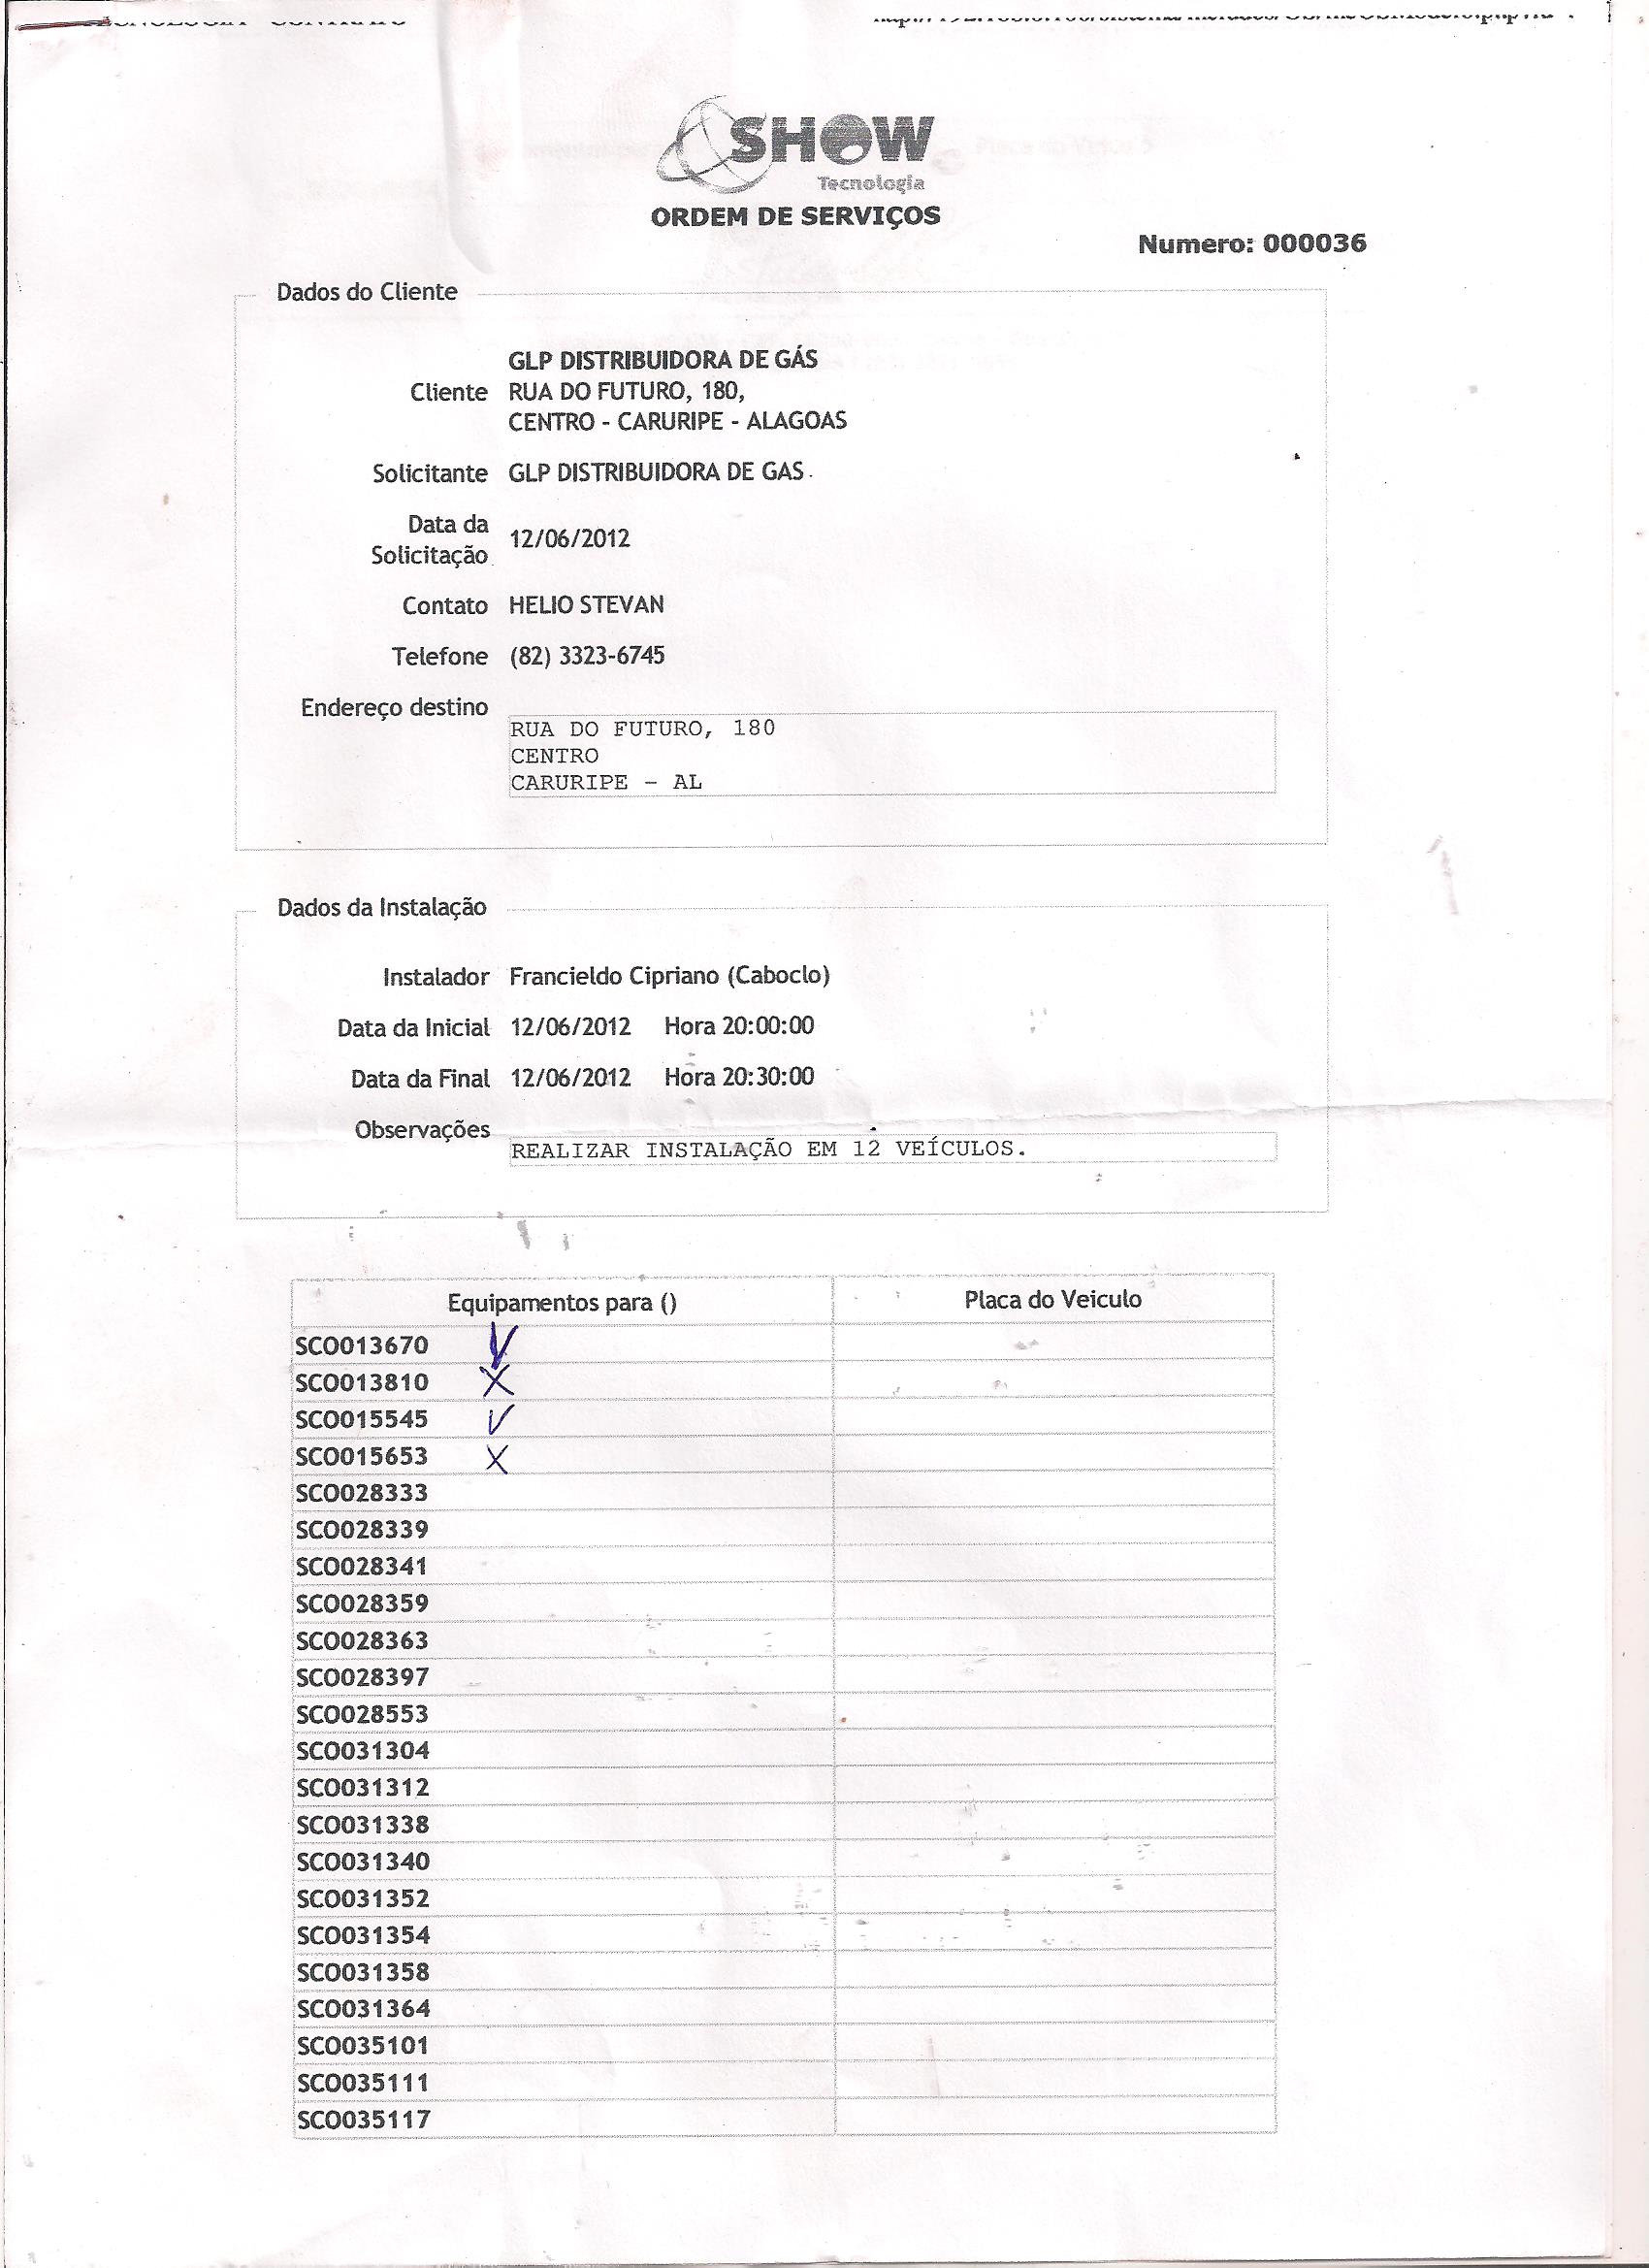 SHOW
Tecnologia
ORDEM DE SERVIÇOS
Numero: 000036
Dados do Cliente
GLP DISTRIBUIDORA DE GÁS
Cliente RUA DO FUTURO, 180,
CENTRO - CARURIPE - ALAGOAS
Solicitante GLP DISTRIBUIDORA DE GAS
Data da
Solicitação 12/06/2012
Contato HELIO STEVAN
Telefone (82) 3323-6745
Endereço destino
RUA DO FUTURO, 180
CENTRO
CARURIPE - AL
Dados da Instalação
Instalador Francieldo Cipriano (Caboclo)
Data da Inicial 12/06/2012 Hora 20:00:00
Data da Final 12/06/2012 Hora 20:30:00
Observações
REALIZAR INSTALAÇÃO EM 12 VEÍCULOS.
Equipamentos para () Placa do Veiculo
SCO013670 V
SCO013810 X
SCO015545 V
SCO015653 X
SCO028333
SCO028339
SCO028341
SCO028359
SCO028363
SCO028397
SCO028553
SCO031304
SCO031312
SCO031338
SCO031340
SCO031352
SCO031354
SCO031358
SCO031364
SCO035101
SCO035111
SCO035117